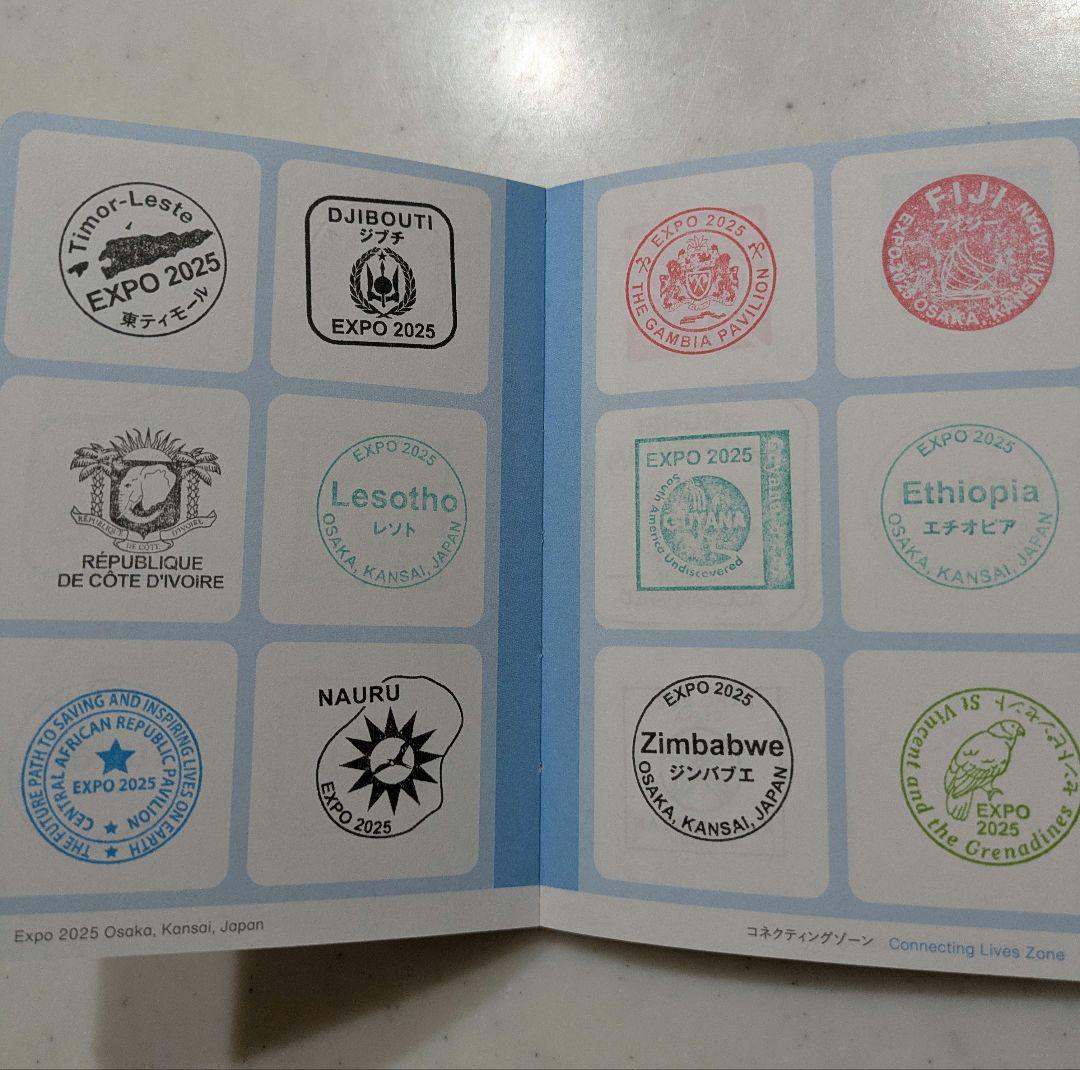 Timor-Leste
EXPO 2025
東ティモール
DJIBOUTI
ジブチ
EXPO 2025
RÉPUBLIQUE DE CÔTE D'IVOIRE
RÉPUBLIQUE
DE CÔTE D'IVOIRE
EXPO 2025
Lesotho
レソト
OSAKA, KANSAI, JAPAN
THE FUTURE PATH TO SAVING AND INSPIRING LIVES ON EARTH
CENTRAL AFRICAN REPUBLIC PAVILION
EXPO 2025
NAURU
EXPO 2025
Expo 2025 Osaka, Kansai, Japan
EXPO 2025
THE GAMBIA PAVILION
FIJI
フィジー
EXPO 2025 OSAKA, KANSAI, JAPAN
EXPO 2025
GUYANA
South America Undiscovered
EXPO 2025
Ethiopia
エチオピア
OSAKA, KANSAI, JAPAN
EXPO 2025
Zimbabwe
ジンバブエ
OSAKA, KANSAI, JAPAN
St Vincent and the Grenadines
EXPO
2025
コネクティングゾーン Connecting Lives Zone